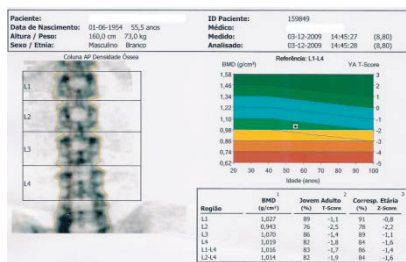 Paciente:
Data de Nascimento: 01-06-1954 55,5 anos
Altura / Peso: 160,0 cm 73,0 kg
Sexo / Etnia: Masculino Branco
ID Paciente: 159849
Médico:
Medido: 03-12-2009 14:45:27 (8,80)
Analisado: 03-12-2009 14:45:28 (8,80)
Coluna AP Densidade Óssea
L1
L2
L3
L4
Referência: L1-L4
BMD (g/cm²) YA T-Score
1,58 3
1,46 2
1,34 1
1,22 0
1,10 -1
0,98 -2
0,86 -3
0,74 -4
0,62 -5
20 30 40 50 60 70 80 90 100
Idade (anos)
1 2 3
BMD Jovem Adulto Corresp. Etária
Região (g/cm²) (%) T-Score (%) Z-Score
L1 1,027 89 -1,1 91 -0,8
L2 0,943 76 -2,5 78 -2,2
L3 1,070 86 -1,4 89 -1,1
L4 1,019 82 -1,8 84 -1,6
L1-L4 1,016 83 -1,7 86 -1,4
L2-L4 1,014 82 -1,9 84 -1,6